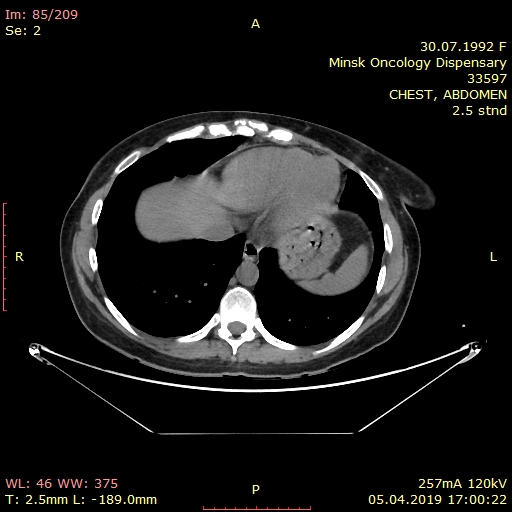 Im: 85/209
Se: 2
A
30.07.1992 F
Minsk Oncology Dispensary
33597
CHEST, ABDOMEN
2.5 stnd
R
L
WL: 46 WW: 375
T: 2.5mm L: -189.0mm
P
257mA 120kV
05.04.2019 17:00:22